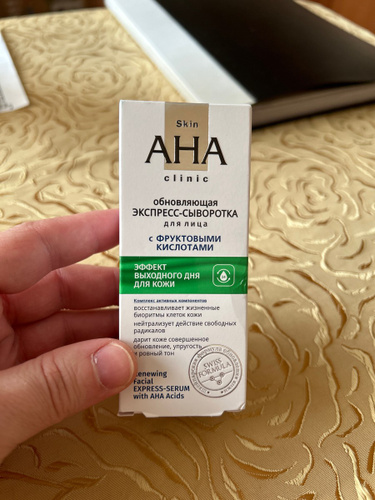 Skin
AHA
clinic
обновляющая
ЭКСПРЕСС-СЫВОРОТКА
для лица
с ФРУКТОВЫМИ
КИСЛОТАМИ
ЭФФЕКТ
ВЫХОДНОГО ДНЯ
ДЛЯ КОЖИ
Комплекс активных компонентов
восстанавливает жизненные
биоритмы клеток кожи
нейтрализует действие свободных
радикалов
дарит коже совершенное
обновление, упругость
и ровный тон
SWISS
FORMULA
Renewing
Facial
EXPRESS-SERUM
with AHA Acids